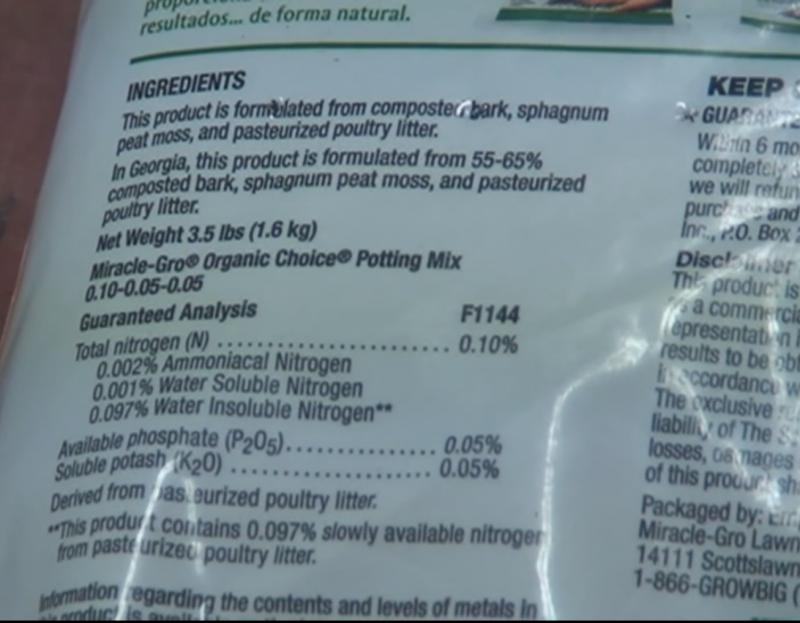 resultados... de forma natural.
INGREDIENTS
This product is formulated from composted bark, sphagnum
peat moss, and pasteurized poultry litter.
In Georgia, this product is formulated from 55-65%
composted bark, sphagnum peat moss, and pasteurized
poultry litter.
Net Weight 3.5 lbs (1.6 kg)
Miracle-Gro® Organic Choice® Potting Mix
0.10-0.05-0.05
Guaranteed Analysis F1144
Total nitrogen (N) .......................... 0.10%
0.002% Ammoniacal Nitrogen
0.001% Water Soluble Nitrogen
0.097% Water Insoluble Nitrogen**
Available phosphate (P₂O₅)................. 0.05%
Soluble potash (K₂O) ....................... 0.05%
Derived from pasteurized poultry litter.
**This product contains 0.097% slowly available nitrogen
from pasteurized poultry litter.
Information regarding the contents and levels of metals in
product is
KEEP
GUARANTE
Within 6 mo
completely
we will refun
purchase and
Inc., P.O. Box
Disclaimer
This product is
a commercia
representation
results to be obt
in accordance w
The exclusive
liability of The S
losses, damages
of this product sh
Packaged by:
Miracle-Gro Lawn
14111 Scottslawn
1-866-GROWBIG (